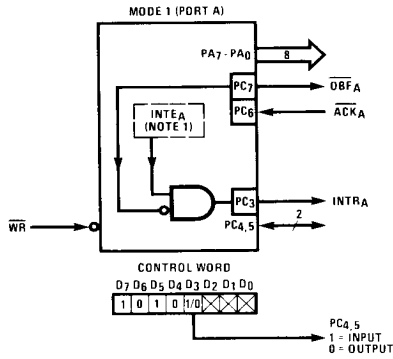 MODE 1 (PORT A)
PA7-PA0
8
PC7
OBFA
PC6
ACKA
INTEA
(NOTE 1)
PC3
INTRA
PC4,5
2
WR
CONTROL WORD
D7 D6 D5 D4 D3 D2 D1 D0
1 0 1 0 1/0
PC4,5
1 = INPUT
0 = OUTPUT